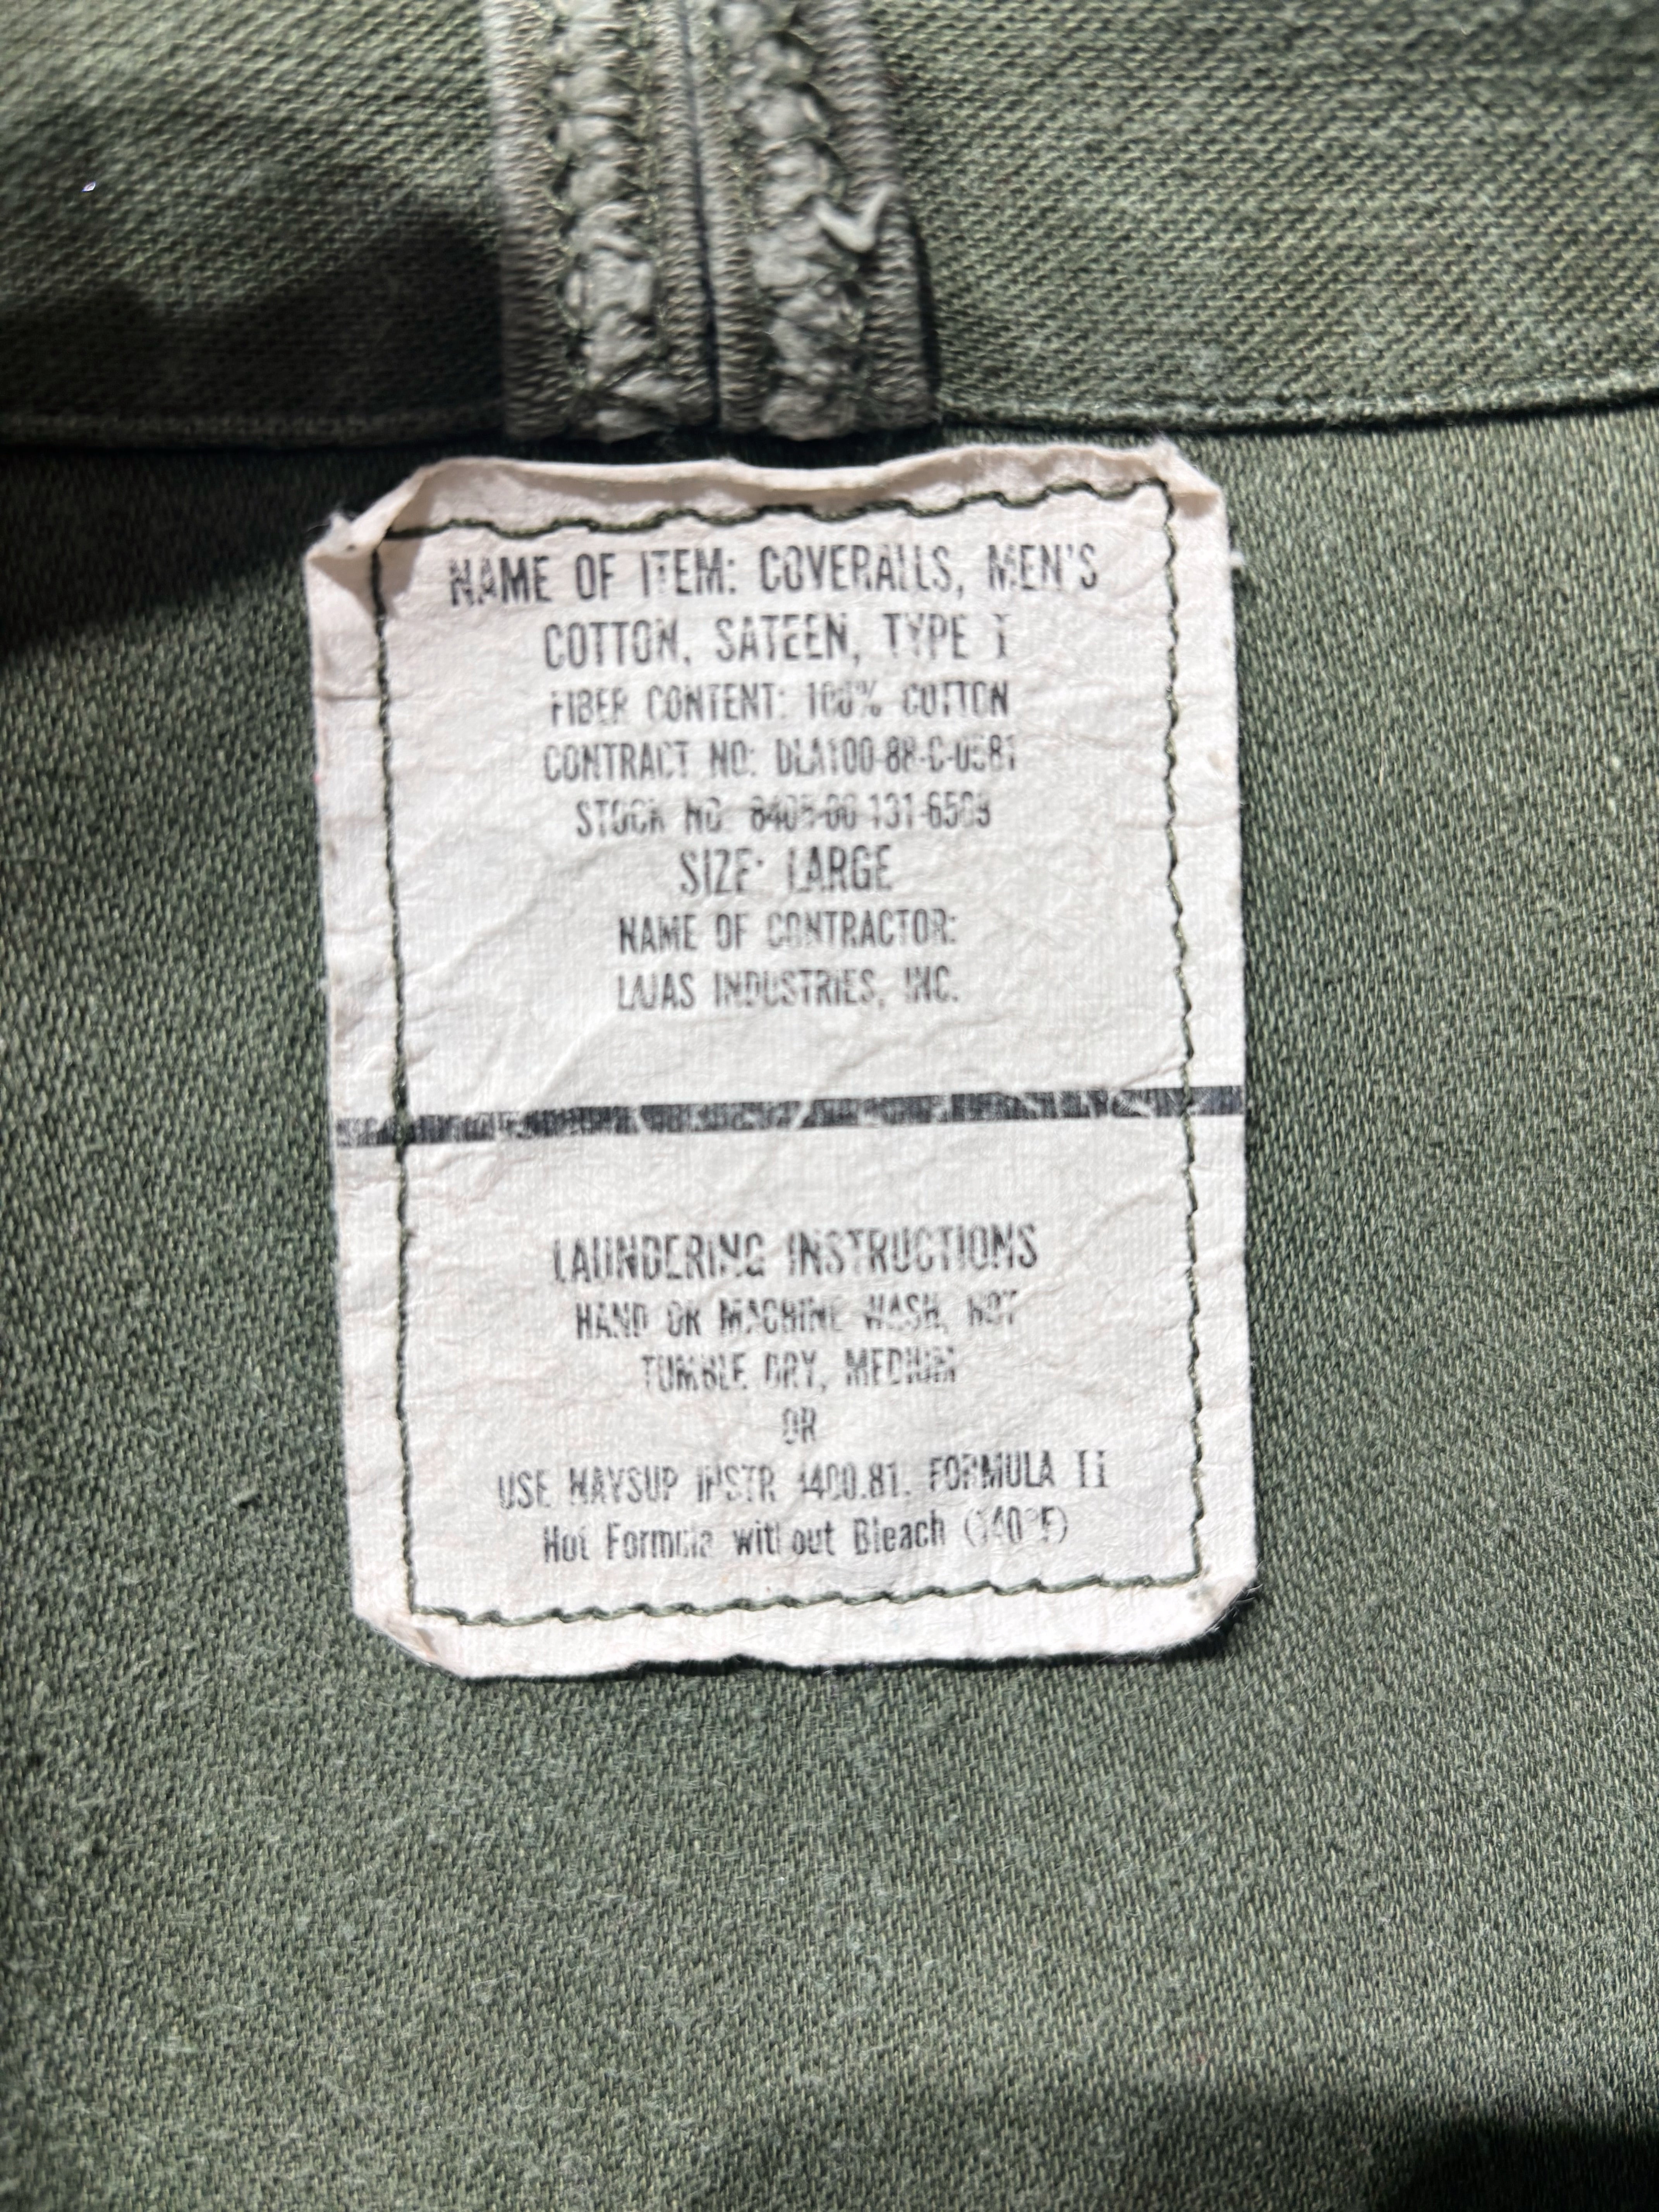 NAME OF ITEM: COVERALLS, MEN'S
COTTON, SATEEN, TYPE I
FIBER CONTENT: 100% COTTON
CONTRACT NO: DLA100-88-C-0581
STOCK NO: 8405-00-131-6509
SIZE: LARGE
NAME OF CONTRACTOR:
LAJAS INDUSTRIES, INC.
LAUNDERING INSTRUCTIONS
HAND OR MACHINE WASH, HOT
TUMBLE DRY, MEDIUM
OR
USE NAVSUP INSTR 4400.81. FORMULA II
Hot Formula without Bleach (140°F)